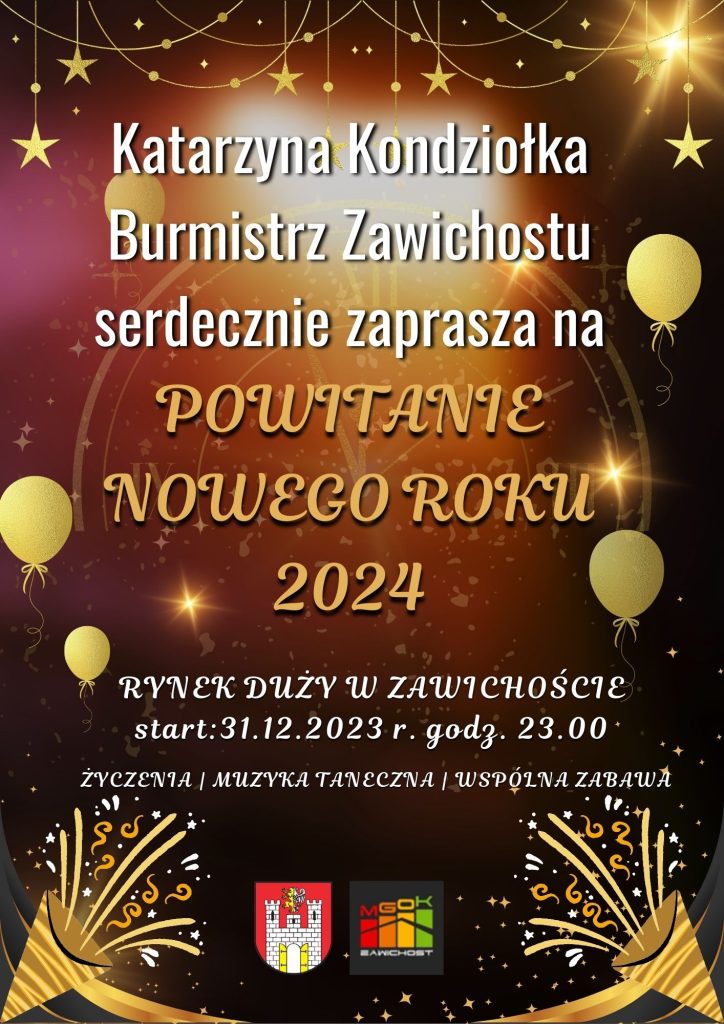 Katarzyna Kondziołka
Burmistrz Zawichostu
serdecznie zaprasza na
POWITANIE
NOWEGO ROKU
2024
RYNEK DUŻY W ZAWICHOŚCIE
start:31.12.2023 r. godz. 23.00
ŻYCZENIA | MUZYKA TANECZNA | WSPÓLNA ZABAWA
MGOK
ZAWICHOST